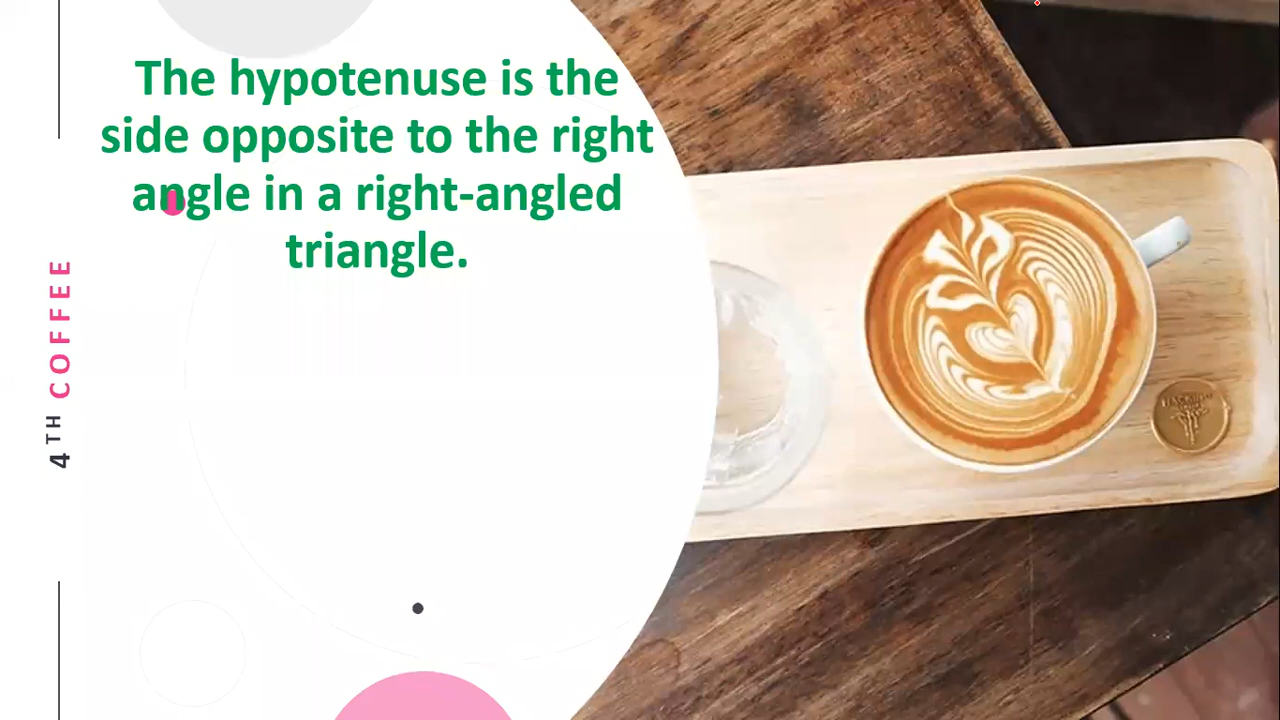 The hypotenuse is the
side opposite to the right
angle in a right-angled
triangle.
4TH COFFEE